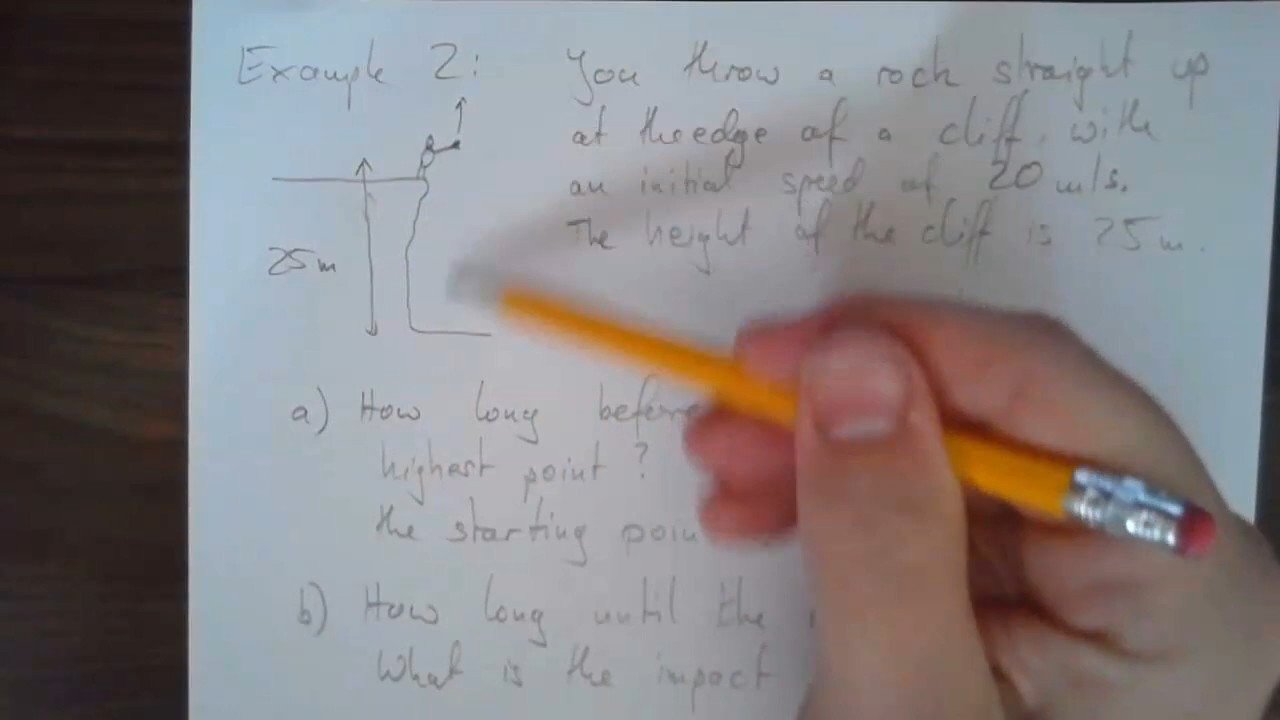 Example 2: You throw a rock straight up
at the edge of a cliff, with
an initial speed of 20 m/s.
The height of the cliff is 25 m.
25 m
a) How long before
highest point?
the starting
b) How long until the
What is the impact